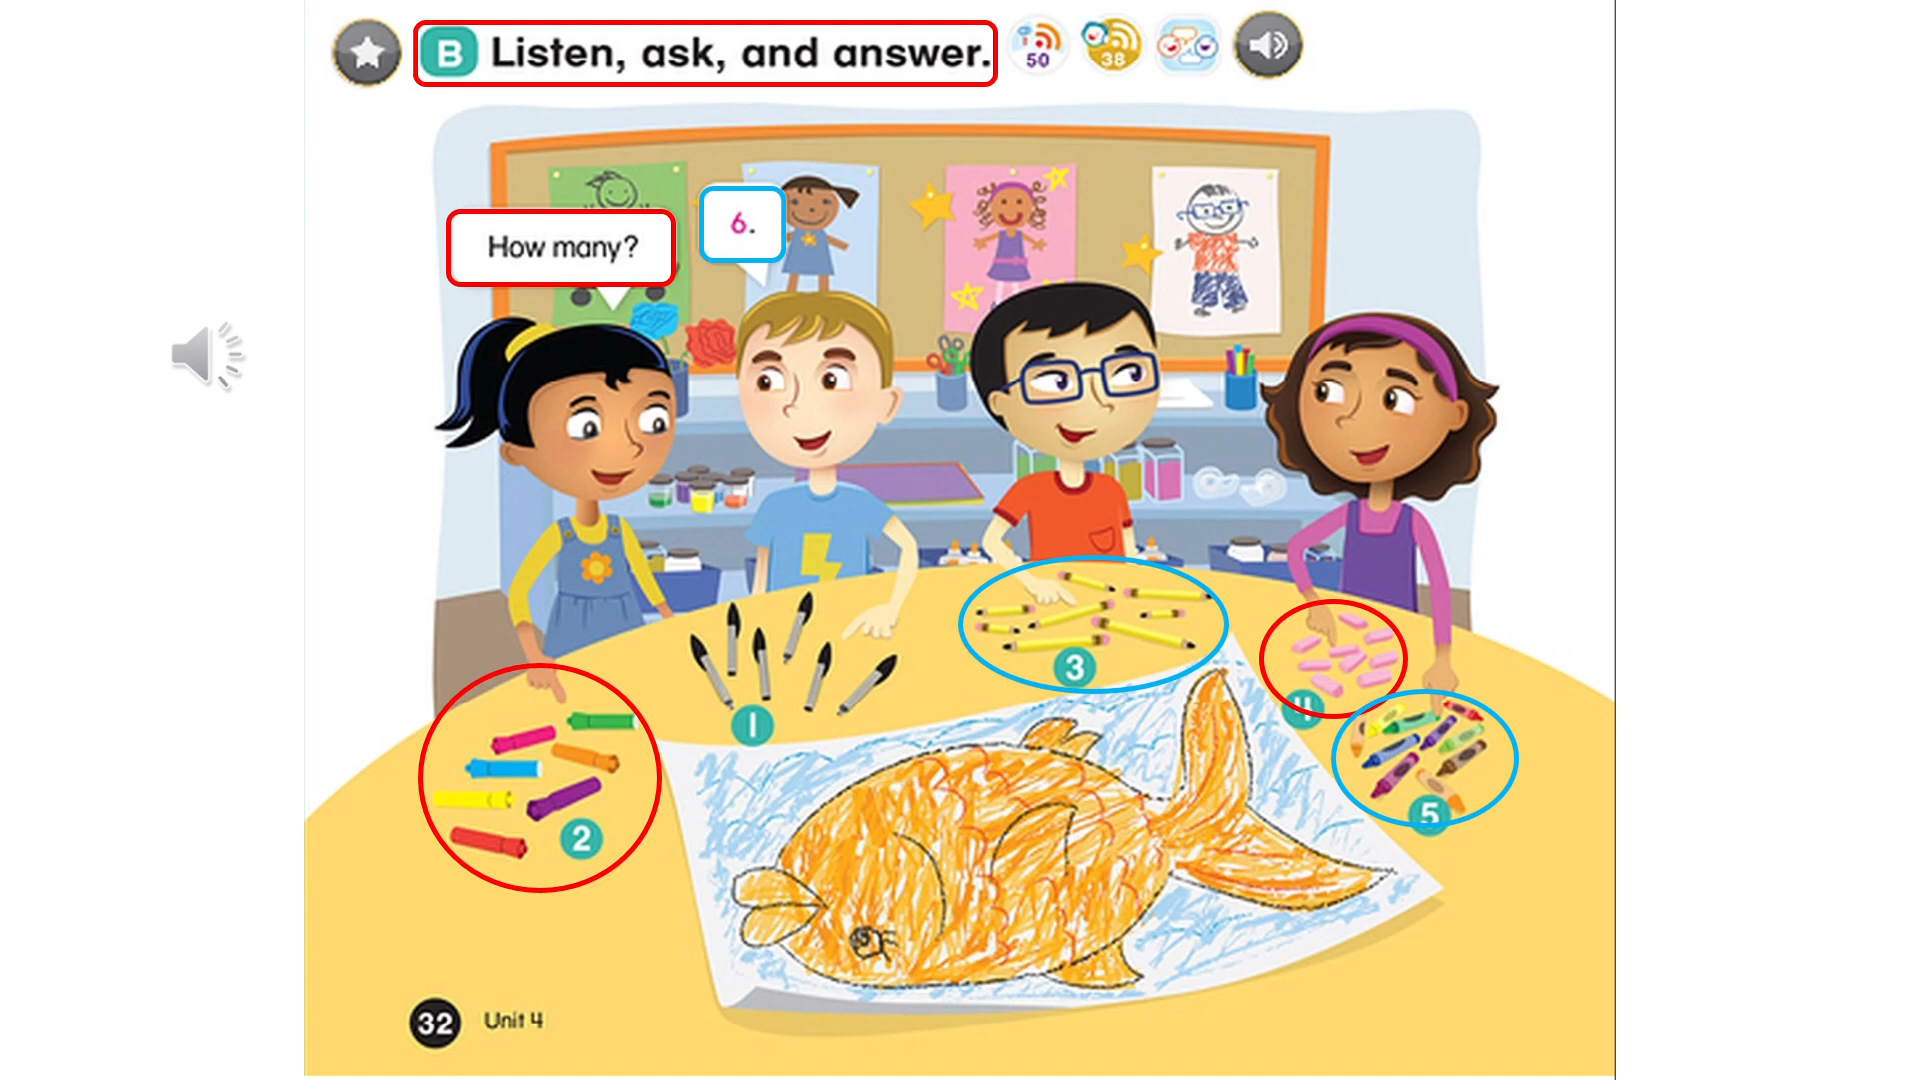 B Listen, ask, and answer.
50
38
How many?
6.
1
2
3
4
5
32 Unit 4